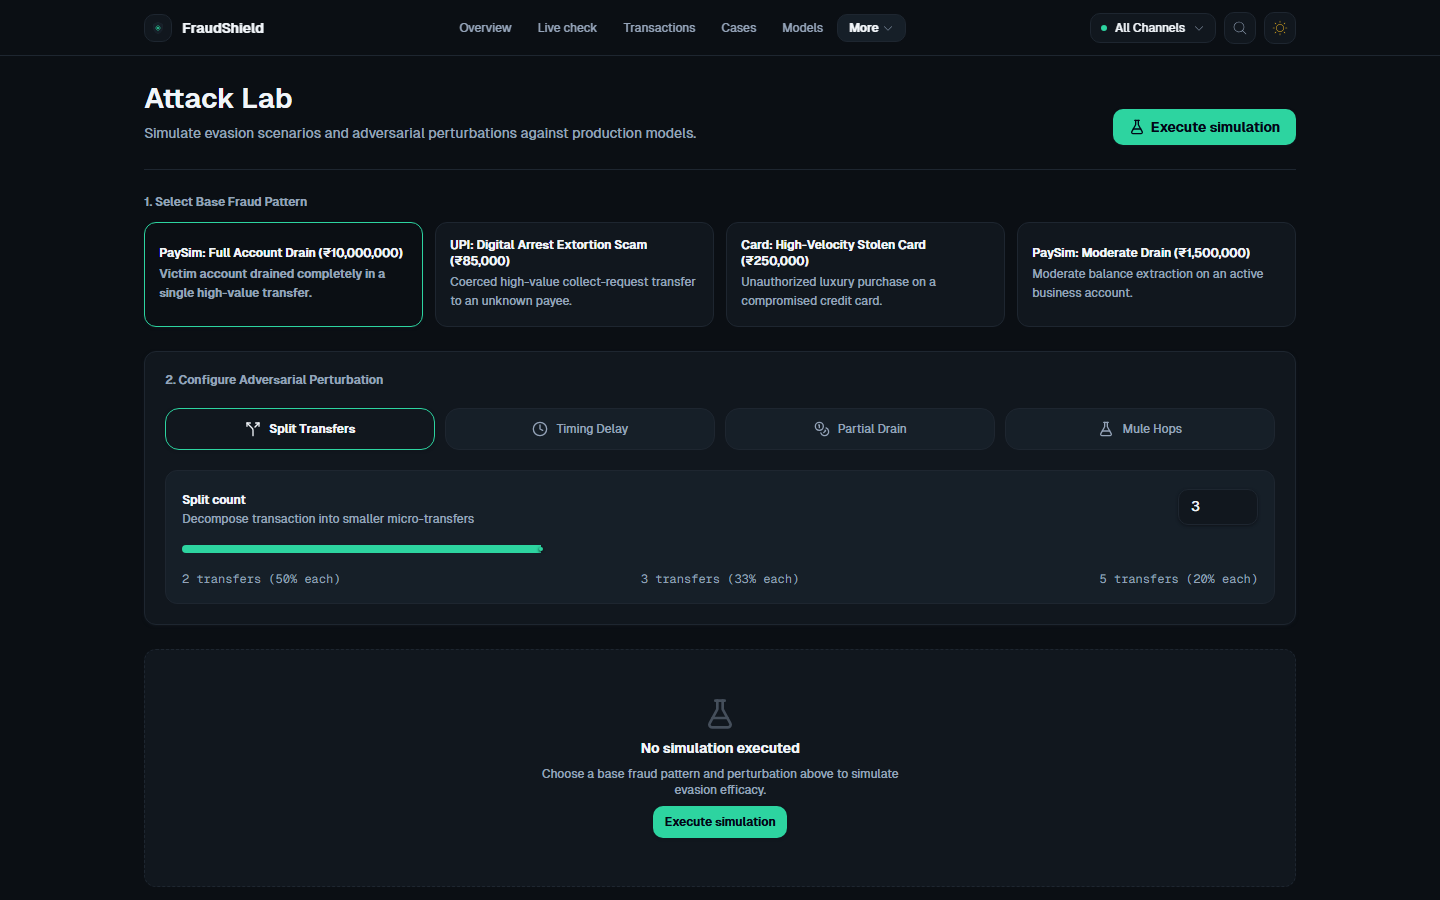 FraudShield
Overview
Live check
Transactions
Cases
Models
More
All Channels
Attack Lab
Simulate evasion scenarios and adversarial perturbations against production models.
Execute simulation
1. Select Base Fraud Pattern
PaySim: Full Account Drain (₹10,000,000)
Victim account drained completely in a
single high-value transfer.
UPI: Digital Arrest Extortion Scam
(₹85,000)
Coerced high-value collect-request transfer
to an unknown payee.
Card: High-Velocity Stolen Card
(₹250,000)
Unauthorized luxury purchase on a
compromised credit card.
PaySim: Moderate Drain (₹1,500,000)
Moderate balance extraction on an active
business account.
2. Configure Adversarial Perturbation
Split Transfers
Timing Delay
Partial Drain
Mule Hops
Split count
Decompose transaction into smaller micro-transfers
3
2 transfers (50% each)
3 transfers (33% each)
5 transfers (20% each)
No simulation executed
Choose a base fraud pattern and perturbation above to simulate
evasion efficacy.
Execute simulation